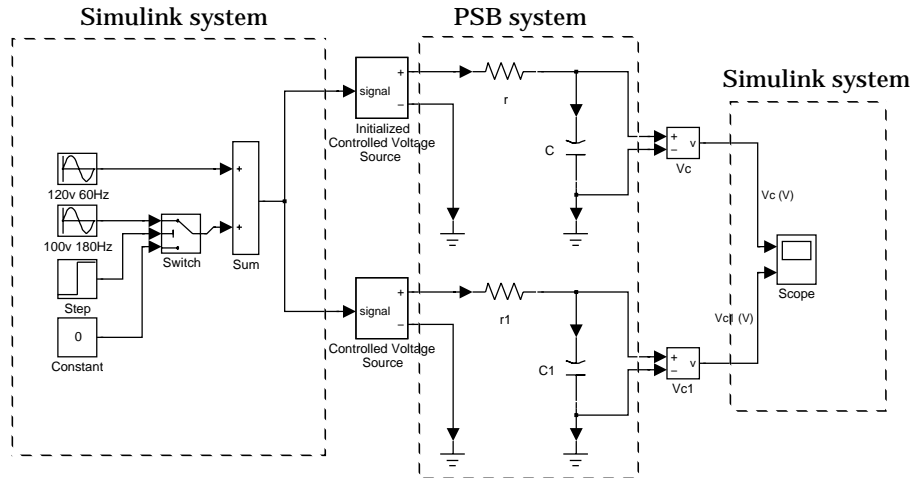 Simulink system
PSB system
Simulink system
signal
+
−
Initialized
Controlled Voltage
Source
r
C
+
−
v
Vc
120v 60Hz
100v 180Hz
Switch
Step
0
Constant
+
+
Sum
Vc (V)
Scope
Vc1 (V)
signal
+
−
Controlled Voltage
Source
r1
C1
+
−
v
Vc1